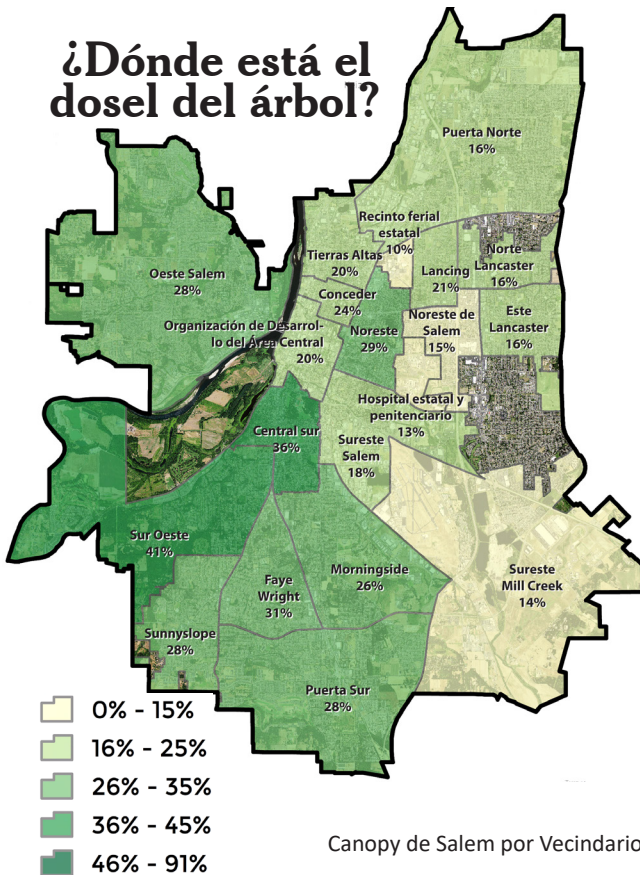 ¿Dónde está el
dosel del árbol?
Puerta Norte
16%
Recinto ferial
estatal
10%
Tierras Altas
20%
Lancing
21%
Norte
Lancaster
16%
Oeste Salem
28%
Conceder
24%
Organización de Desarrol-
lo del Área Central
20%
Noreste
29%
Noreste de
Salem
15%
Este
Lancaster
16%
Hospital estatal y
penitenciario
13%
Central sur
36%
Sureste
Salem
18%
Sur Oeste
41%
Faye
Wright
31%
Morningside
26%
Sureste
Mill Creek
14%
Sunnyslope
28%
Puerta Sur
28%
0% - 15%
16% - 25%
26% - 35%
36% - 45%
46% - 91%
Canopy de Salem por Vecindario